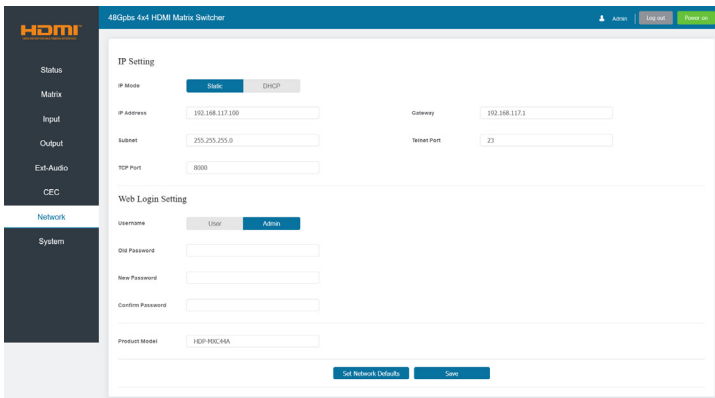 48Gpbs 4x4 HDMI Matrix Switcher
Admin
Log out
Power on
HDMI
Status
Matrix
Input
Output
Ext-Audio
CEC
Network
System
IP Setting
IP Mode
Static
DHCP
IP Address
192.168.117.100
Gateway
192.168.117.1
Subnet
255.255.255.0
Telnet Port
23
TCP Port
8000
Web Login Setting
Username
User
Admin
Old Password
New Password
Confirm Password
Product Model
HDP-MXC44A
Set Network Defaults
Save